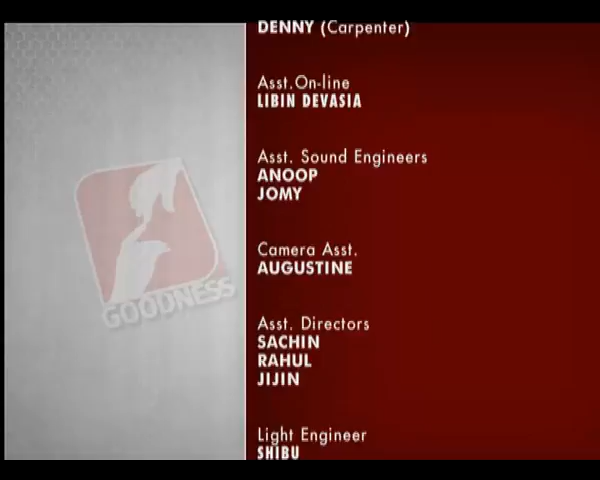 DENNY (Carpenter)
Asst.On-line
LIBIN DEVASIA
Asst. Sound Engineers
ANOOP
JOMY
Camera Asst.
AUGUSTINE
Asst. Directors
SACHIN
RAHUL
JIJIN
Light Engineer
SHIBU
GOODNESS